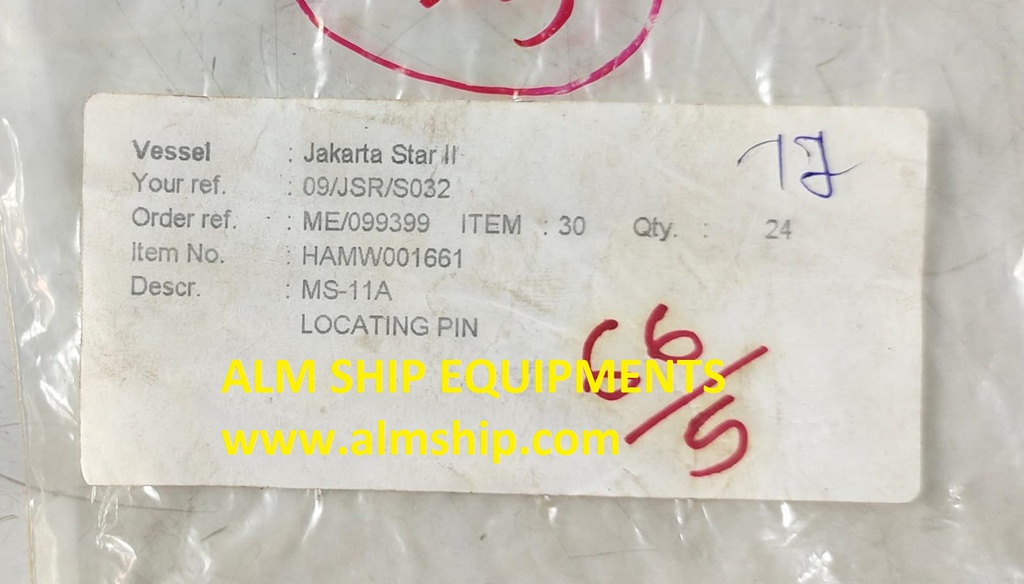 Vessel : Jakarta Star II
Your ref. : 09/JSR/S032
Order ref. : ME/099399 ITEM : 30 Qty. : 24
Item No. : HAMW001661
Descr. : MS-11A
LOCATING PIN
ALM SHIP EQUIPMENTS
www.almship.com